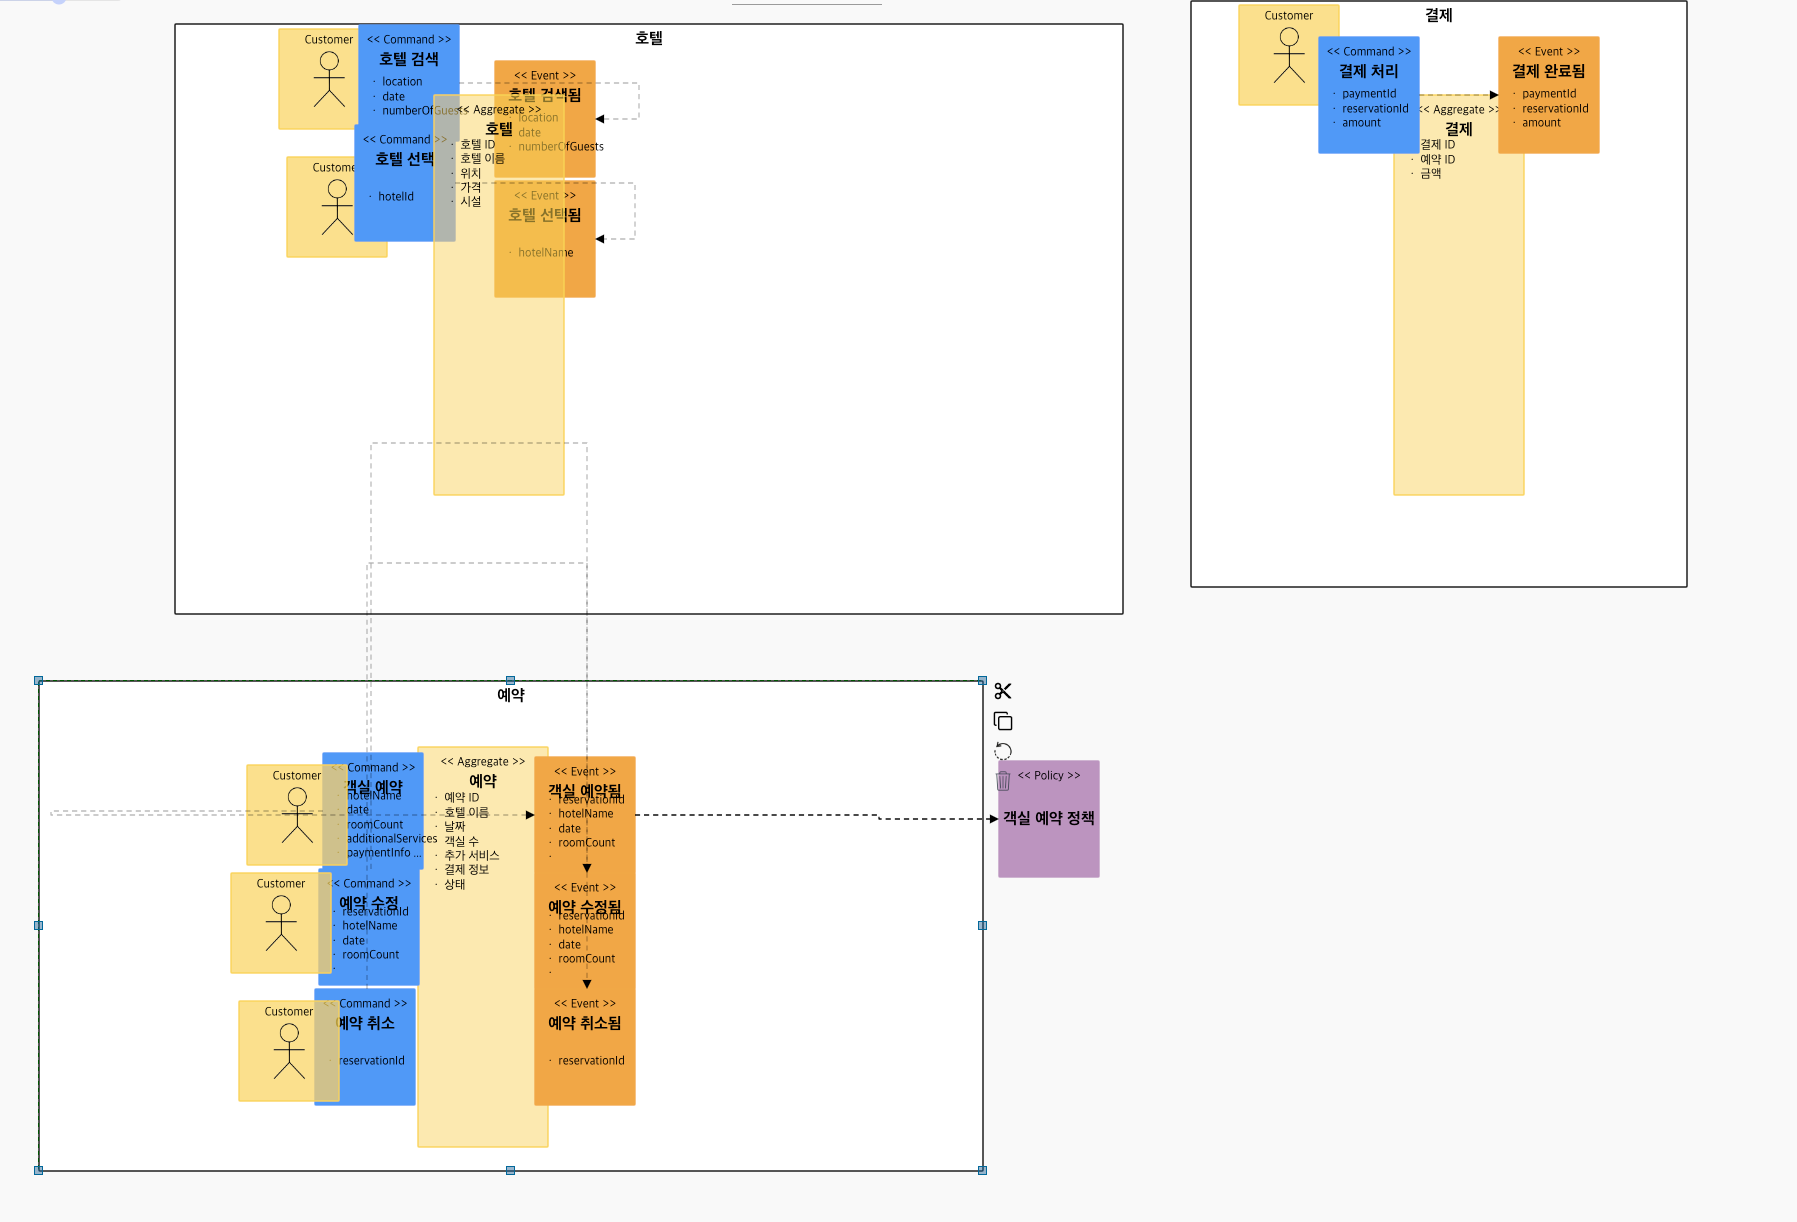 호텔
Customer
<< Command >>
호텔 검색
· location
· date
· numberOfGuests
<< Event >>
호텔 검색됨
· location
· date
· numberOfGuests
Customer
<< Command >>
호텔 선택
· hotelId
<< Aggregate >>
호텔
· 호텔 ID
· 호텔 이름
· 위치
· 가격
· 시설
<< Event >>
호텔 선택됨
· hotelName
결제
Customer
<< Command >>
결제 처리
· paymentId
· reservationId
· amount
<< Aggregate >>
결제
결제 ID
· 예약 ID
· 금액
<< Event >>
결제 완료됨
· paymentId
· reservationId
· amount
예약
Customer
<< Command >>
객실 예약
· hotelName
· date
· roomCount
· additionalServices
· paymentInfo ...
Customer
<< Command >>
예약 수정
· reservationId
· hotelName
· date
· roomCount
·
Customer
<< Command >>
예약 취소
· reservationId
<< Aggregate >>
예약
· 예약 ID
· 호텔 이름
· 날짜
· 객실 수
· 추가 서비스
· 결제 정보
· 상태
<< Event >>
객실 예약됨
· reservationId
· hotelName
· date
· roomCount
·
<< Event >>
예약 수정됨
· reservationId
· hotelName
· date
· roomCount
·
<< Event >>
예약 취소됨
· reservationId
<< Policy >>
객실 예약 정책